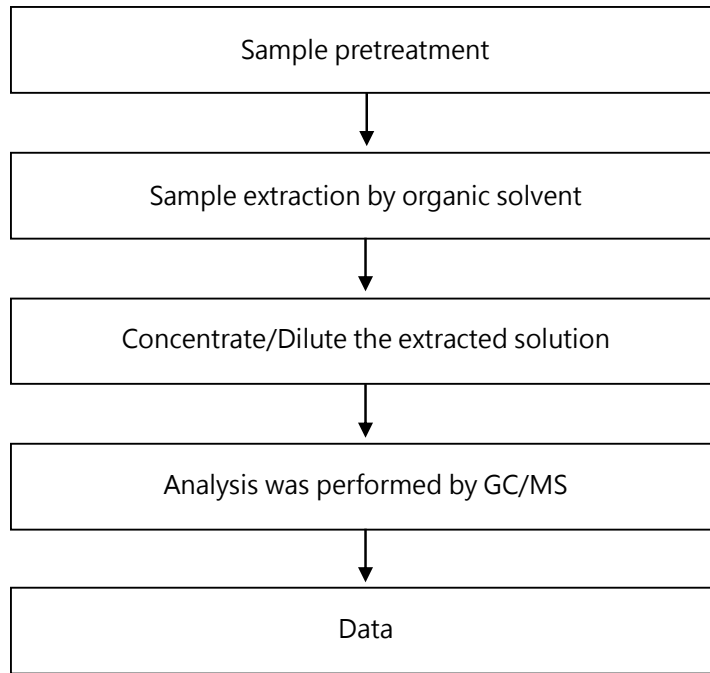 Sample pretreatment
Sample extraction by organic solvent
Concentrate/Dilute the extracted solution
Analysis was performed by GC/MS
Data